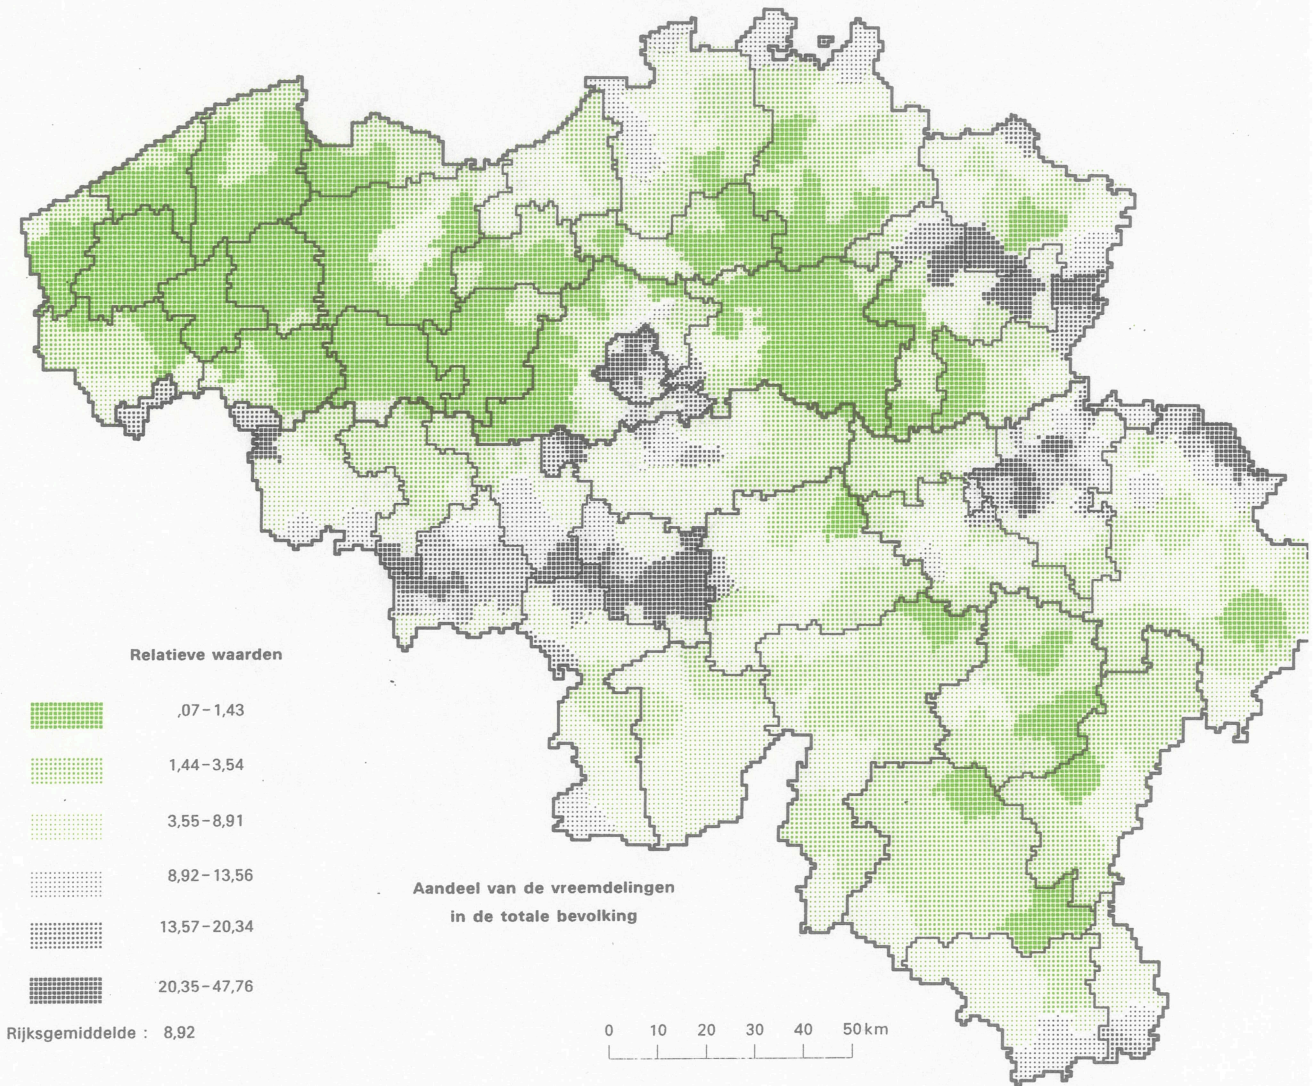 Relatieve waarden
,07–1,43
1,44–3,54
3,55–8,91
8,92–13,56
13,57–20,34
20,35–47,76
Rijksgemiddelde : 8,92
Aandeel van de vreemdelingen
in de totale bevolking
0 10 20 30 40 50 km